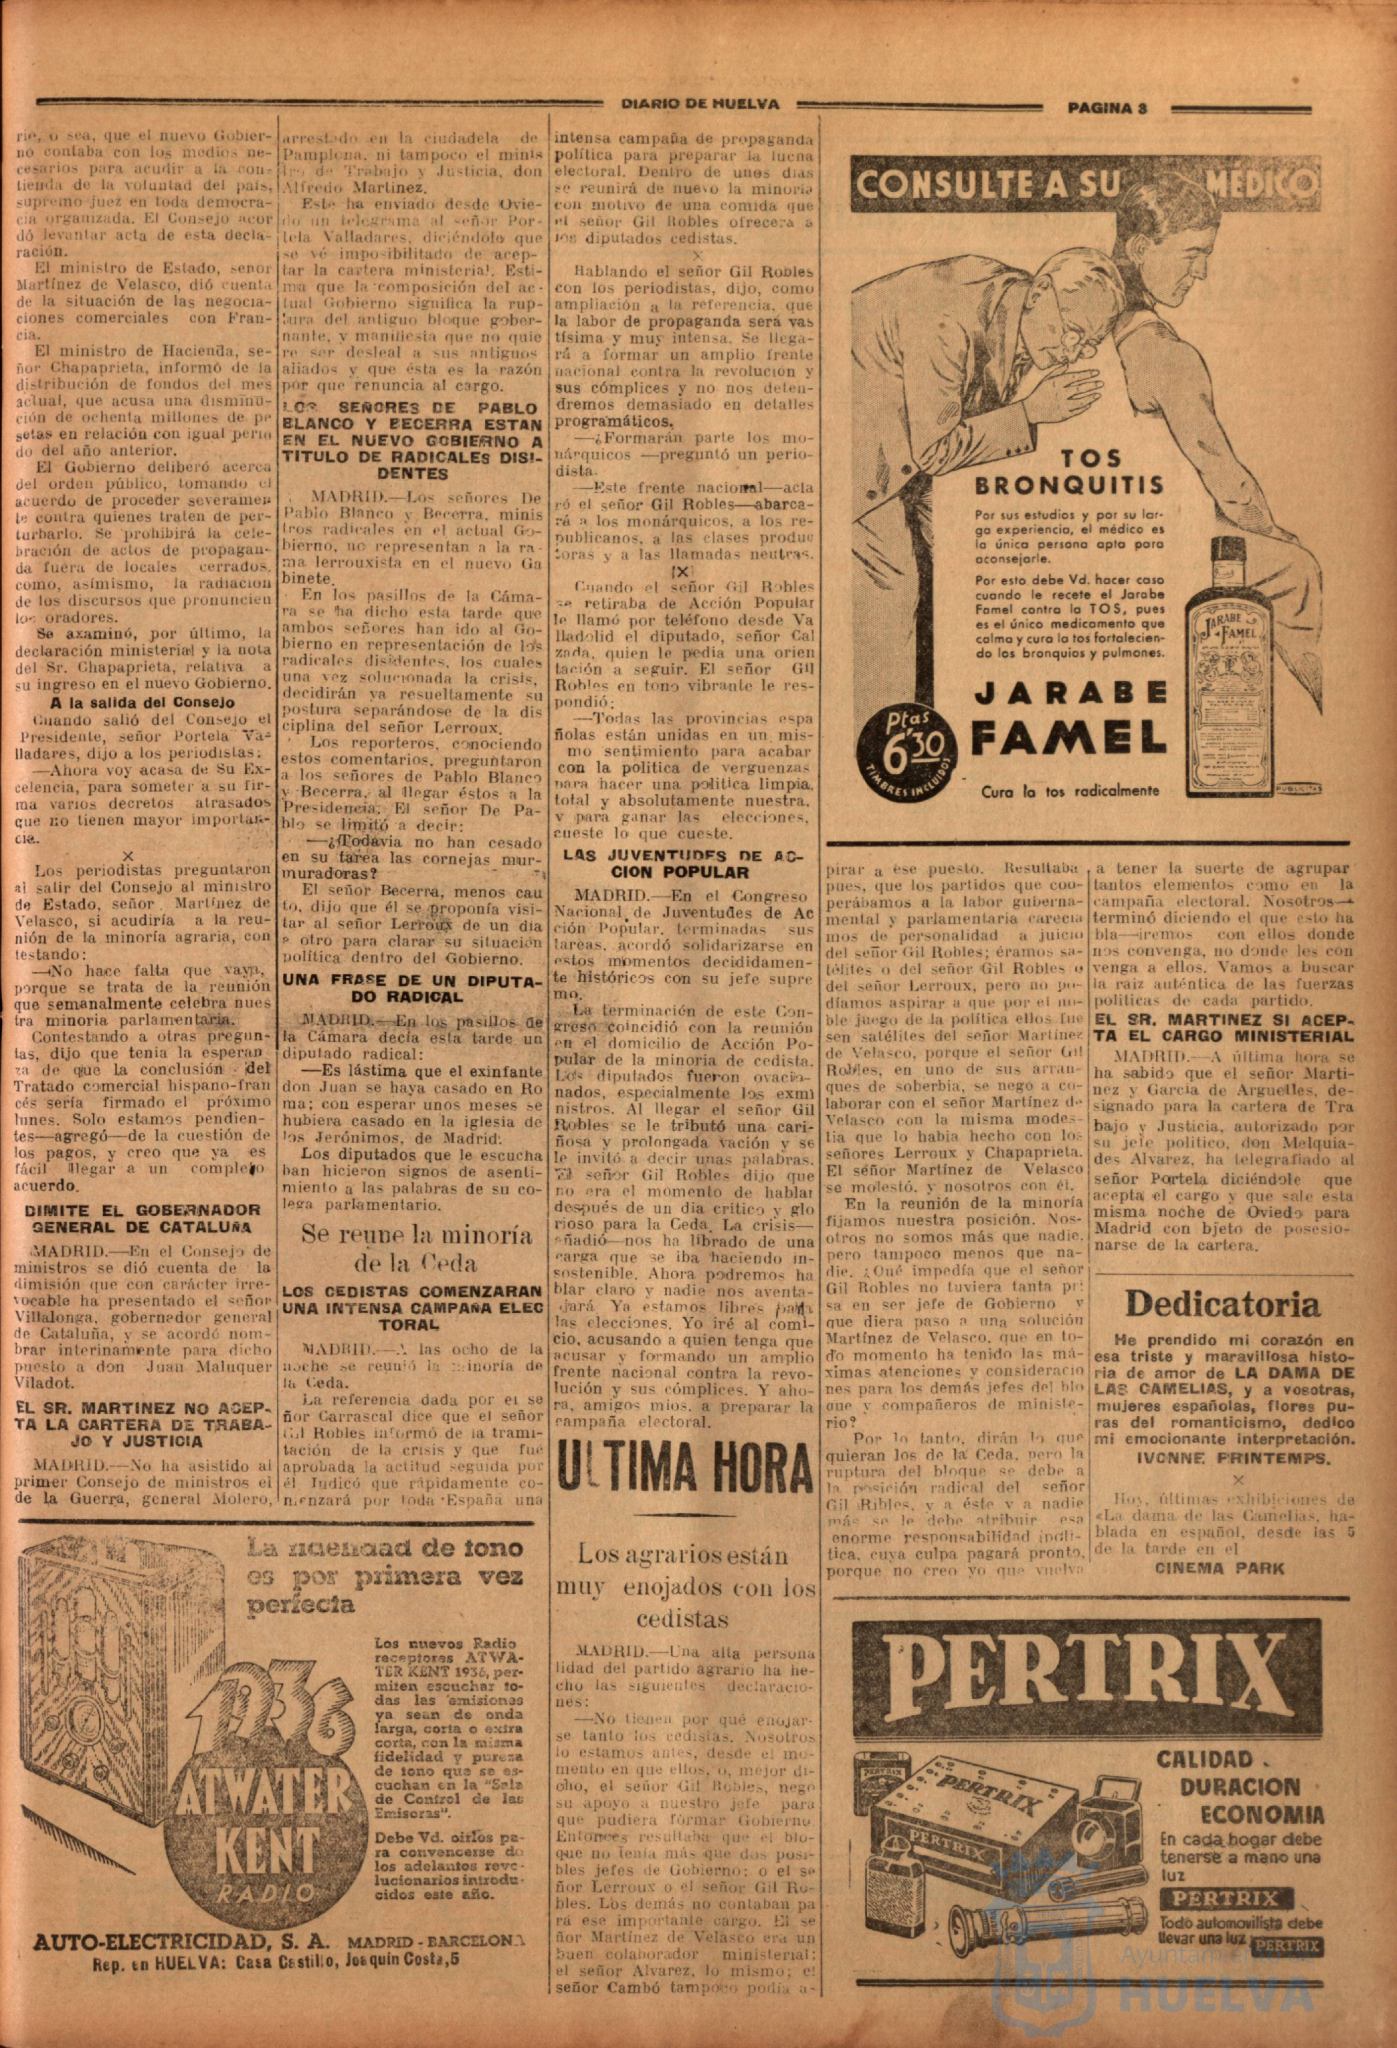 DIARIO DE HUELVA
PAGINA 3
rio, o sea, que el nuevo Gobier-
no contaba con los medios ne-
cesarios para acudir a la con-
tienda de la voluntad del país,
supremo juez en toda democra-
cia organizada. El Consejo acor
dó levantar acta de esta decla-
ración.
El ministro de Estado, señor
Martínez de Velasco, dió cuenta
de la situación de las negocia-
ciones comerciales con Fran-
cia.
El ministro de Hacienda, se-
ñor Chapaprieta, informó de la
distribución de fondos del mes
actual, que acusa una disminu-
ción de ochenta millones de pe
setas en relación con igual perio
do del año anterior.
El Gobierno deliberó acerca
del orden público, tomando el
acuerdo de proceder severamen
te contra quienes traten de per-
turbarlo. Se prohibirá la cele-
bración de actos de propagan-
da fuera de locales cerrados,
como, asímismo, la radiación
de los discursos que pronuncien
los oradores.
Se axaminó, por último, la
declaración ministerial y la nota
del Sr. Chapaprieta, relativa a
su ingreso en el nuevo Gobierno.
A la salida del Consejo
Cuando salió del Consejo el
Presidente, señor Portela Va-
lladares, dijo a los periodistas:
—Ahora voy acasa de Su Ex-
celencia, para someter a su fir-
ma varios decretos atrasados
que no tienen mayor importan-
cia.
X
Los periodistas preguntaron
al salir del Consejo al ministro
de Estado, señor Martínez de
Velasco, si acudiría a la reu-
nión de la minoría agraria, con
testando:
—No hace falta que vaya,
porque se trata de la reunión
que semanalmente celebra nues
tra minoria parlamentaria.
Contestando a otras pregun-
tas, dijo que tenia la esperan
za de que la conclusión del
Tratado comercial hispano-fran
cés sería firmado el próximo
lunes. Solo estamos pendien-
tes—agregó—de la cuestión de
los pagos, y creo que ya es
fácil llegar a un complejo
acuerdo.
DIMITE EL GOBERNADOR
GENERAL DE CATALUÑA
MADRID.—En el Consejo de
ministros se dió cuenta de la
dimisión que con carácter irre-
vocable ha presentado el señor
Villalonga, gobernador general
de Cataluña, y se acordó nom-
brar interinamente para dicho
puesto a don Juan Maluquer
Viladot.
EL SR. MARTINEZ NO ACEP-
TA LA CARTERA DE TRABA-
JO Y JUSTICIA
MADRID.—No ha asistido al
primer Consejo de ministros el
de la Guerra, general Molero,
arrestado en la ciudadela de
Pamplona, ni tampoco el minis
tro de Trabajo y Justicia, don
Alfredo Martínez.
Este ha enviado desde Ovie-
do un telegrama al señor Por-
tela Valladares, diciéndolo que
se vé imposibilitado de acep-
tar la cartera ministerial. Esti-
ma que la composición del ac-
tual Gobierno significa la rup-
tura del antiguo bloque gober-
nante, y manifiesta que no quie
re ser desleal a sus antiguos
aliados y que ésta es la razón
por que renuncia al cargo.
LOS SEÑORES DE PABLO
BLANCO Y BECERRA ESTAN
EN EL NUEVO GOBIERNO A
TITULO DE RADICALES DISI-
DENTES
MADRID.—Los señores De
Pablo Blanco y Becerra, minis
tros radicales en el actual Go-
bierno, no representan a la ra-
ma lerrouxista en el nuevo Ga
binete.
En los pasillos de la Cáma-
ra se ha dicho esta tarde que
ambos señores han ido al Go-
bierno en representación de los
radicales disidentes, los cuales
una vez solucionada la crisis,
decidirán ya resueltamente su
postura separándose de la dis
ciplina del señor Lerroux.
Los reporteros, conociendo
estos comentarios, preguntaron
a los señores de Pablo Blanco
y Becerra, al llegar éstos a la
Presidencia. El señor De Pa-
blo se limitó a decir:
—¿Todavia no han cesado
en su tarea las cornejas mur-
muradoras?
El señor Becerra, menos cau
to, dijo que él se proponía visi-
tar al señor Lerroux de un dia
a otro para clarar su situación
política dentro del Gobierno.
UNA FRASE DE UN DIPUTA-
DO RADICAL
MADRID.—En los pasillos de
la Cámara decía esta tarde un
diputado radical:
—Es lástima que el exinfante
don Juan se haya casado en Ro
ma; con esperar unos meses se
hubiera casado en la iglesia de
los Jerónimos, de Madrid.
Los diputados que le escucha
ban hicieron signos de asenti-
miento a las palabras de su co-
lega parlamentario.
Se reune la minoría
de la Ceda
LOS CEDISTAS COMENZARAN
UNA INTENSA CAMPAÑA ELEC
TORAL
MADRID.—A las ocho de la
noche se reunió la minoría de
la Ceda.
La referencia dada por el se
ñor Carrascal dice que el señor
Gil Robles informó de la trami-
tación de la crisis y que fué
aprobada la actitud seguida por
él Indicó que rápidamente co-
menzará por toda España una
intensa campaña de propaganda
política para preparar la lucha
electoral. Dentro de unos días
se reunirá de nuevo la minoria
con motivo de una comida que
el señor Gil Robles ofrecerá a
los diputados cedistas.
X
Hablando el señor Gil Robles
con los periodistas, dijo, como
ampliación a la referencia, que
la labor de propaganda será vas
tísima y muy intensa. Se llega-
rá a formar un amplio frente
nacional contra la revolución y
sus cómplices y no nos deten-
dremos demasiado en detalles
programáticos.
—¿Formarán parte los mo-
nárquicos —preguntó un perio-
dista.
—Este frente nacional—acla
ró el señor Gil Robles—abarca-
rá a los monárquicos, a los re-
publicanos, a las clases produc
toras y a las llamadas neutras.
X
Cuando el señor Gil Robles
se retiraba de Acción Popular
le llamó por teléfono desde Va
lladolid el diputado, señor Cal
zada, quien le pedia una orien
tación a seguir. El señor Gil
Robles en tono vibrante le res-
pondió:
—Todas las provincias espa
ñolas están unidas en un mis-
mo sentimiento para acabar
con la politica de verguenzas
para hacer una politica limpia,
total y absolutamente nuestra,
y para ganar las elecciones,
cueste lo que cueste.
LAS JUVENTUDES DE AC-
CION POPULAR
MADRID.—En el Congreso
Nacional de Juventudes de Ac
ción Popular, terminadas sus
tareas, acordó solidarizarse en
estos momentos decididamen-
te históricos con su jefe supre
mo.
La terminación de este Con-
greso coincidió con la reunión
en el domicilio de Acción Po-
pular de la minoria de cedista.
Los diputados fueron ovacio-
nados, especialmente los exmi
nistros. Al llegar el señor Gil
Robles se le tributó una cari-
ñosa y prolongada vación y se
le invitó a decir unas palabras.
El señor Gil Robles dijo que
no era el momento de hablar
después de un dia crítico y glo
rioso para la Ceda. La crisis—
añadió—nos ha librado de una
carga que se iba haciendo in-
sostenible. Ahora podremos ha
blar claro y nadie nos aventa-
jará. Ya estamos libres para
las elecciones. Yo iré al comi-
cio, acusando a quien tenga que
acusar y formando un amplio
frente nacional contra la revo-
lución y sus cómplices. Y aho-
ra, amigos mios, a preparar la
campaña electoral.
ULTIMA HORA
Los agrarios están
muy enojados con los
cedistas
MADRID.—Una alta persona
lidad del partido agrario ha he-
cho las siguientes declaracio-
nes:
—No tienen por qué enojar-
se tanto los cedistas. Nosotros
lo estamos antes, desde el mo-
mento en que ellos, o, mejor di-
cho, el señor Gil Robles, negó
su apoyo a nuestro jefe para
que pudiera fórmar Gobierno.
Entonces resultaba que el blo-
que no tenía más que dos posi-
bles jefes de Gobierno: o el se
ñor Lerroux o el señor Gil Ro-
bles. Los demás no contaban pa
rá ese importante cargo. El se
ñor Martínez de Velasco era un
buen colaborador ministerial;
el señor Alvarez, lo mismo; el
señor Cambó tampoco podia a-
CONSULTE A SU MÉDICO
TOS
BRONQUITIS
Por sus estudios y por su lar-
ga experiencia, el médico es
la única persona apta para
aconsejarle.
Por esto debe Vd. hacer caso
cuando le recete el Jarabe
Famel contra la TOS, pues
es el único medicamento que
calma y cura la tos fortalecien-
do los bronquios y pulmones.
JARABE
FAMEL
Ptas
6'30
TIMBRES INCLUIDOS
Cura la tos radicalmente
JARABE
FAMEL
PUBLICITAS
pirar a ese puesto. Resultaba
pues, que los partidos que coo-
perábamos a la labor guberna-
mental y parlamentaria carecia
mos de personalidad a juicio
del señor Gil Robles; éramos sa-
télites o del señor Gil Robles o
del señor Lerroux, pero no po-
díamos aspirar a que por el no-
ble juego de la política ellos fue
sen satélites del señor Martínez
de Velasco, porque el señor Gil
Robles, en uno de sus arran-
ques de soberbia, se negó a co-
laborar con el señor Martínez de
Velasco con la misma modes-
tia que lo habia hecho con los
señores Lerroux y Chapaprieta.
El séñor Martínez de Velasco
se molestó, y nosotros con él.
En la reunión de la minoría
fijamos nuestra posición. Nos-
otros no somos más que nadie,
pero tampoco menos que na-
die. ¿Qué impedía que el señor
Gil Robles no tuviera tanta pri
sa en ser jefe de Gobierno y
que diera paso a una solución
Martínez de Velasco, que en to-
do momento ha tenido las má-
ximas atenciones y consideracio
nes para los demás jefes del blo
que y compañeros de ministe-
rio?
Por lo tanto, dirán lo que
quieran los de la Ceda, pero la
ruptura del bloque se debe a
la posición radical del señor
Gil Ribles, y a éste y a nadie
más se le debe atribuir esa
enorme responsabilidad polí-
tica, cuya culpa pagará pronto,
porque no creo yo que vuelva
a tener la suerte de agrupar
tantos elementos como en la
campaña electoral. Nosotros—
terminó diciendo el que esto ha
bla—iremos con ellos donde
nos convenga, no donde les con
venga a ellos. Vamos a buscar
la raiz auténtica de las fuerzas
politicas de cada partido.
EL SR. MARTINEZ SI ACEP-
TA EL CARGO MINISTERIAL
MADRID.—A última hora se
ha sabido que el señor Marti-
nez y Garcia de Arguelles, de-
signado para la cartera de Tra
bajo y Justicia, autorizado por
su jefe político, don Melquia-
des Alvarez, ha telegrafiado al
señor Portela diciéndole que
acepta el cargo y que sale esta
misma noche de Oviedo para
Madrid con bjeto de posesio-
narse de la cartera.
Dedicatoria
He prendido mi corazón en
esa triste y maravillosa histo-
ria de amor de LA DAMA DE
LAS CAMELIAS, y a vosotras,
mujeres españolas, flores pu-
ras del romanticismo, dedico
mi emocionante interpretación.
IVONNE PRINTEMPS.
X
Hoy, últimas exhibiciones de
«La dama de las Camelias, ha-
blada en español, desde las 5
de la tarde en el
CINEMA PARK
La fidelidad de tono
es por primera vez
perfecta
Los nuevos Radio
receptores ATWA-
TER KENT 1936, per-
miten escuchar to-
das las emisiones
ya sean de onda
larga, corta o extra
corta, con la misma
fidelidad y pureza
de tono que se es-
cuchan en la "Sala
de Control de las
Emisoras".
Debe Vd. oirlos pa-
ra convencerse de
los adelantos revo-
lucionarios introdu-
cidos este año.
1936
ATWATER
KENT
RADIO
AUTO-ELECTRICIDAD, S. A. MADRID - BARCELONA
Rep. en HUELVA: Casa Castillo, Joaquin Costa, 5
PERTRIX
CALIDAD
DURACION
ECONOMIA
En cada hogar debe
tenerse a mano una
luz
PERTRIX
Todo automovilista debe
llevar una luz PERTRIX
PERTRIX
PERTRIX
PERTRIX
Ayuntamiento de
HUELVA